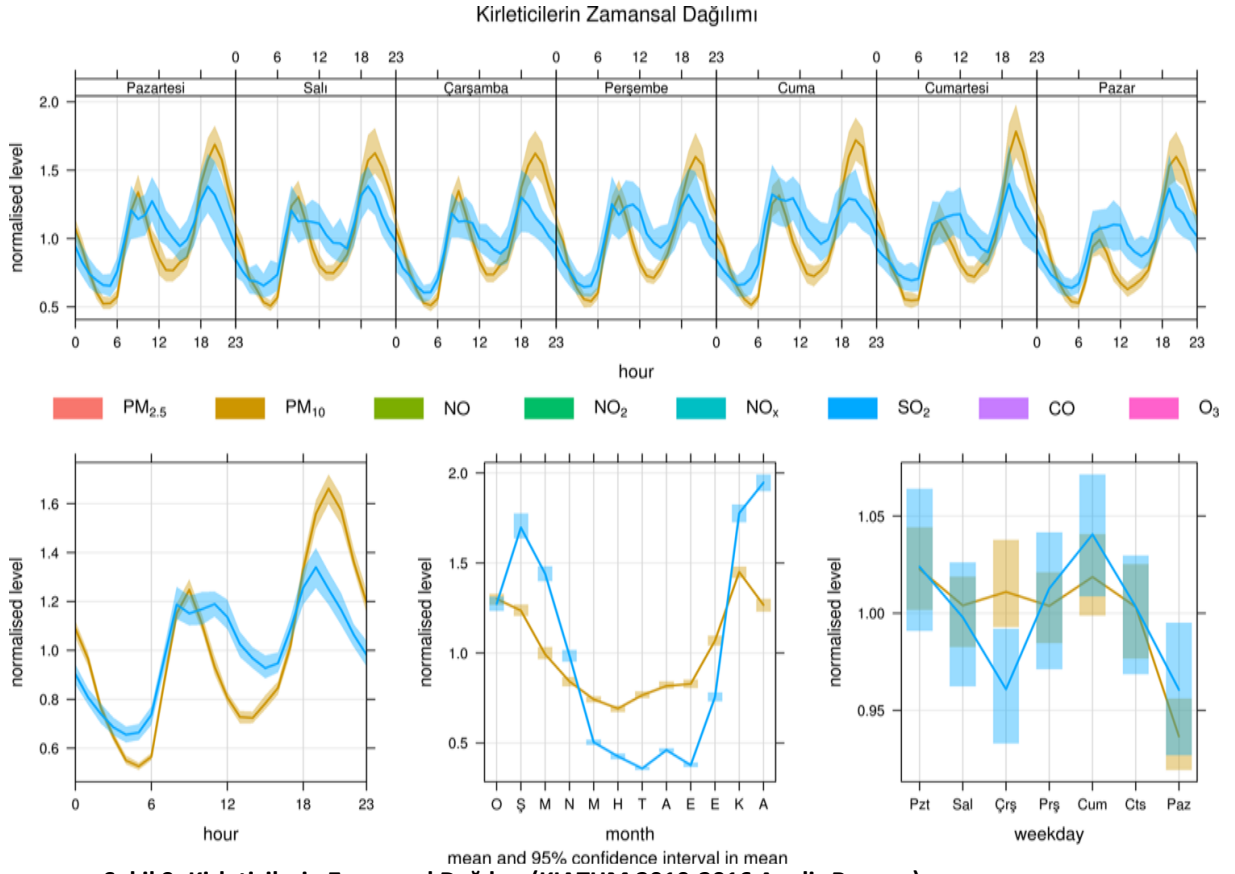 Kirleticilerin Zamansal Dağılımı
0 6 12 18 23 0 6 12 18 23 0 6 12 18 23
Pazartesi Salı Çarşamba Perşembe Cuma Cumartesi Pazar
normalised level
2.0
1.5
1.0
0.5
0 6 12 18 23 0 6 12 18 23 0 6 12 18 23 0 6 12 18 23
hour
PM2.5 PM10 NO NO2 NOx SO2 CO O3
normalised level
1.6
1.4
1.2
1.0
0.8
0.6
0 6 12 18 23
hour
normalised level
2.0
1.5
1.0
0.5
O Ş M N M H T A E E K A
month
normalised level
1.05
1.00
0.95
Pzt Sal Çrş Prş Cum Cts Paz
weekday
mean and 95% confidence interval in mean